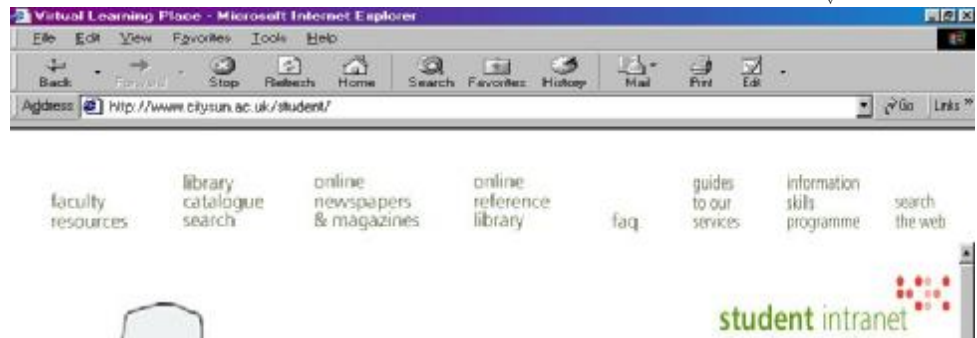 Virtual Learning Place - Microsoft Internet Explorer
File Edit View Favorites Tools Help
Back Forward Stop Refresh Home Search Favorites History Mail Print Edit
Address http://www.citysun.ac.uk/student/ Go Links »
faculty
resources
library
catalogue
search
online
newspapers
& magazines
online
reference
library
faq
guides
to our
services
information
skills
programme
search
the web
student intranet